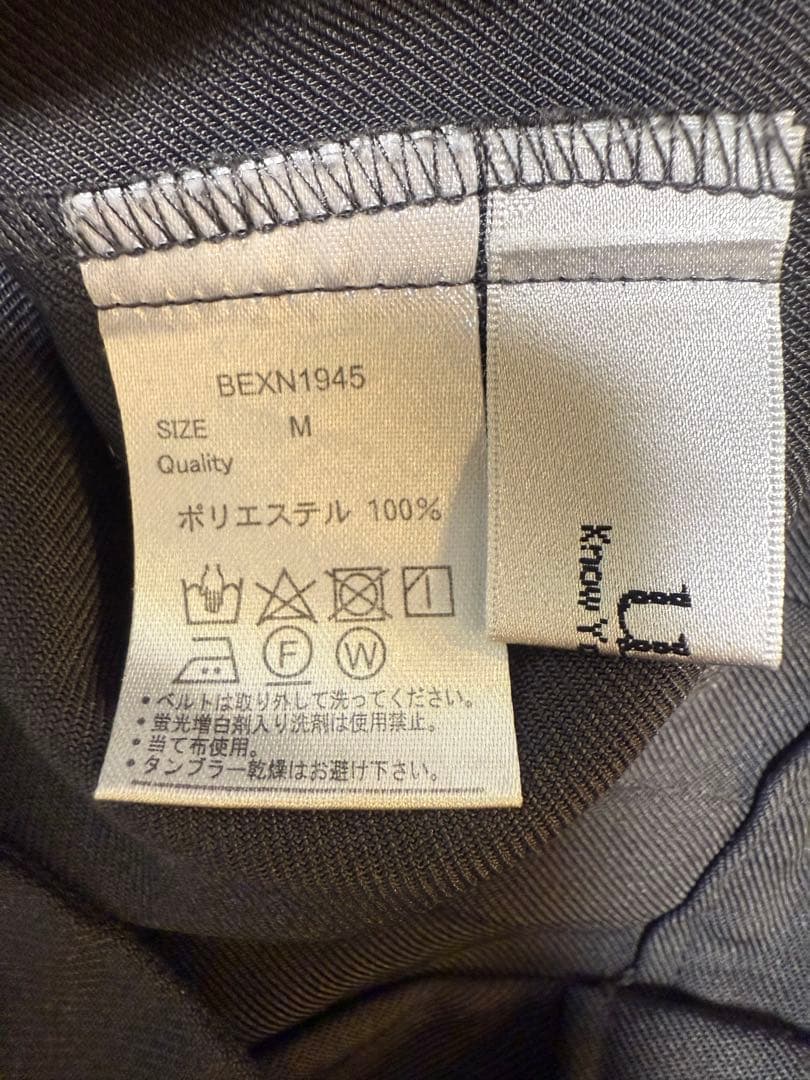 BEXN1945
SIZE M
Quality
ポリエステル 100%
F W
・ベルトは取り外して洗ってください。
・蛍光増白剤入り洗剤は使用禁止。
・当て布使用。
・タンブラー乾燥はお避け下さい。
Know